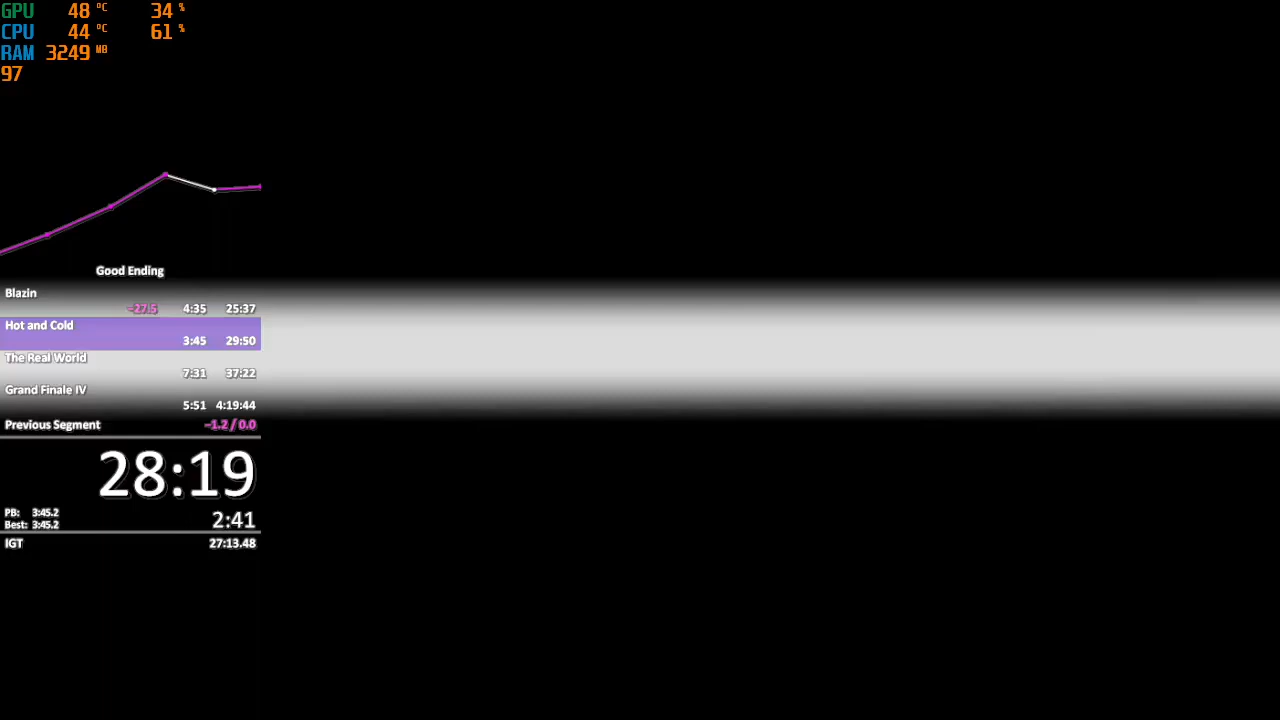 GPU 48 °C 34 %
CPU 44 °C 61 %
RAM 3249 MB
97
Good Ending
Blazin
-27.5 4:35 25:37
Hot and Cold
3:45 29:50
The Real World
7:31 37:22
Grand Finale IV
5:51 4:19:44
Previous Segment -1.2 / 0.0
28:19
PB: 3:45.2
Best: 3:45.2
2:41
IGT 27:13.48